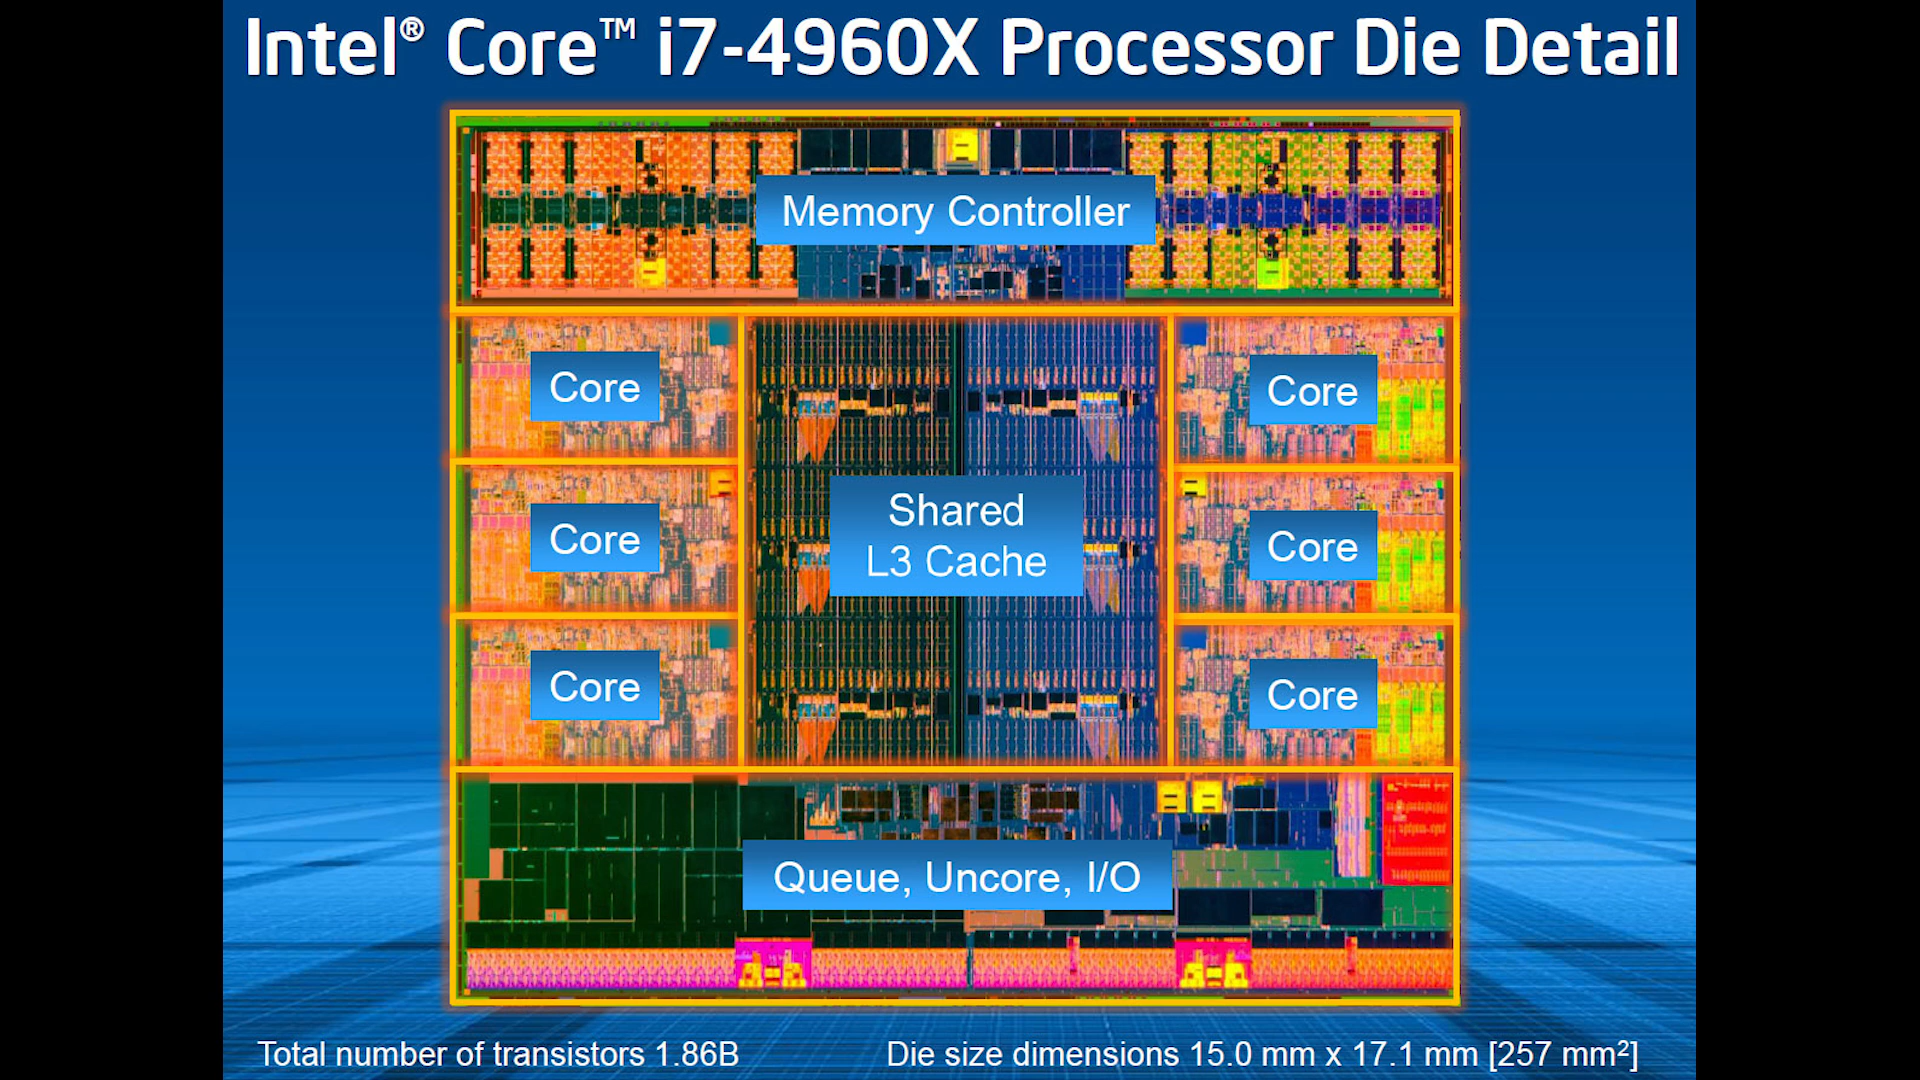 Intel® Core™ i7-4960X Processor Die Detail
Memory Controller
Core
Core
Shared
L3 Cache
Core
Core
Core
Core
Queue, Uncore, I/O
Total number of transistors 1.86B
Die size dimensions 15.0 mm x 17.1 mm [257 mm²]